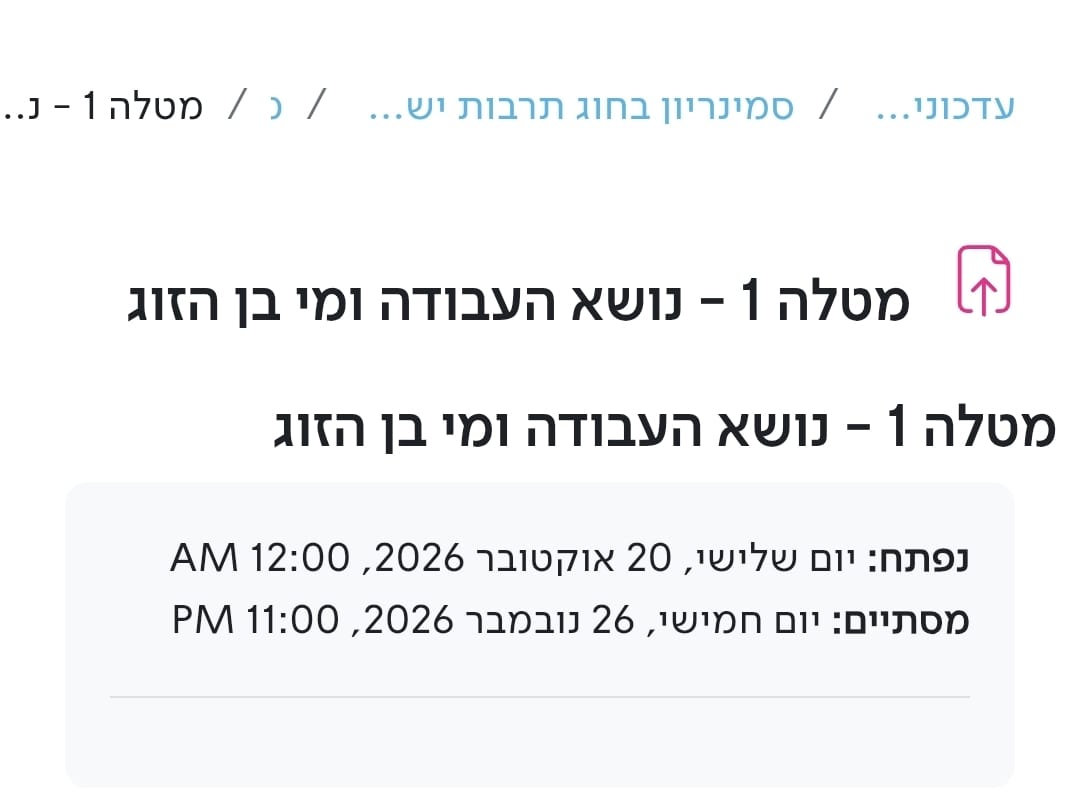 עדכוני... / סמינריון בחוג תרבות יש... / מ / מטלה 1 - נ...
מטלה 1 - נושא העבודה ומי בן הזוג
מטלה 1 - נושא העבודה ומי בן הזוג
נפתח: יום שלישי, 20 אוקטובר 2026, 12:00 AM
מסתיים: יום חמישי, 26 נובמבר 2026, 11:00 PM